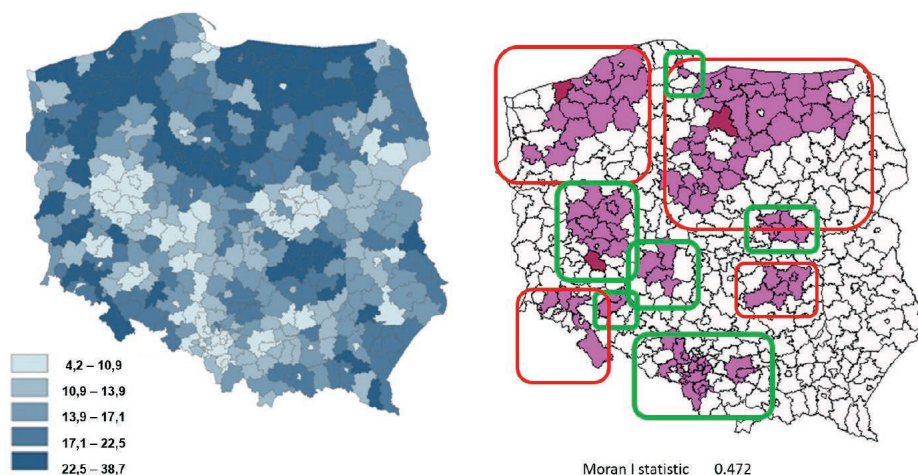 4,2 – 10,9
10,9 – 13,9
13,9 – 17,1
17,1 – 22,5
22,5 – 38,7
Moran I statistic 0.472